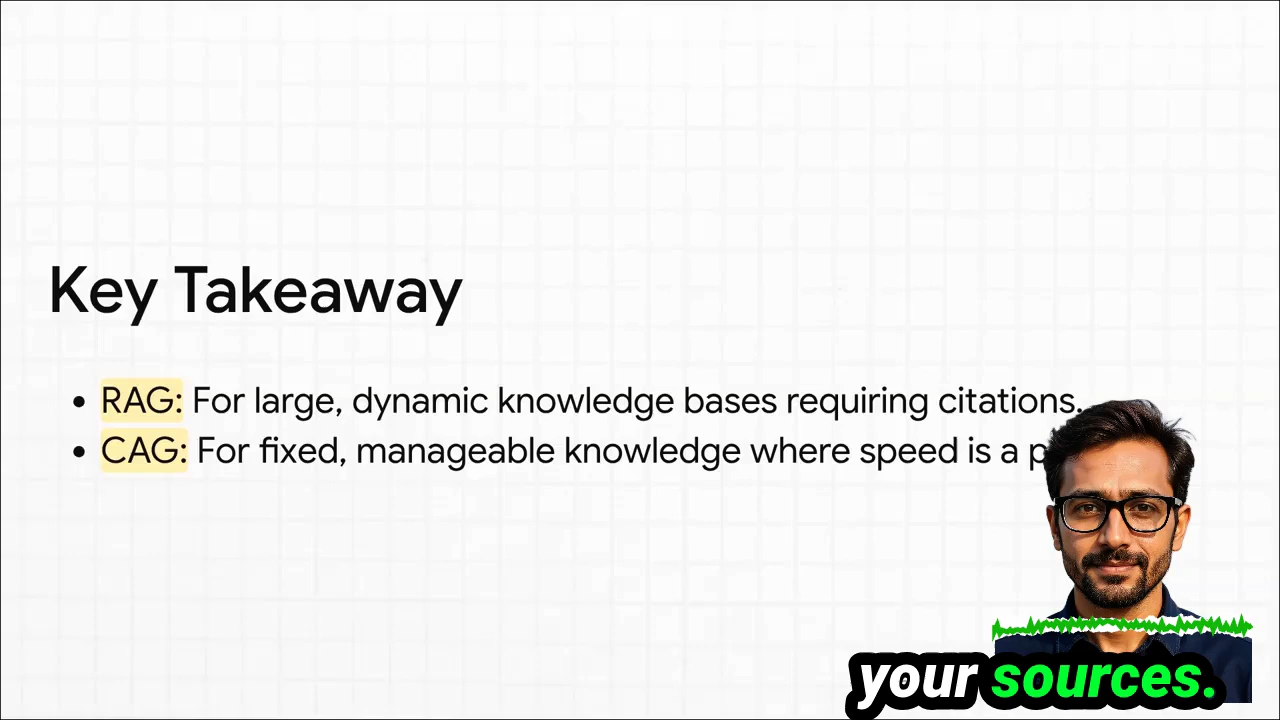 Key Takeaway
• RAG: For large, dynamic knowledge bases requiring citations.
• CAG: For fixed, manageable knowledge where speed is a
your sources.